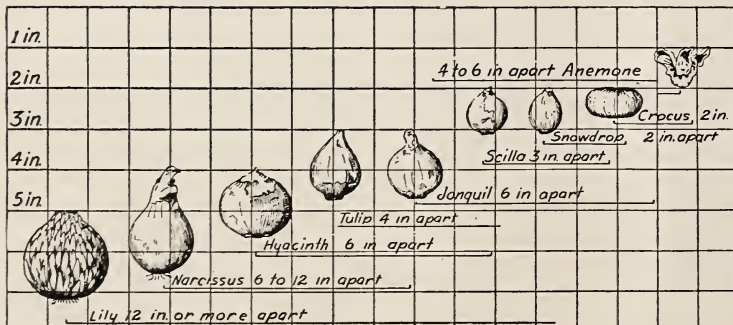 1 in.
2 in.
3 in.
4 in.
5 in.
4 to 6 in apart Anemone
Crocus, 2 in.
Snowdrop, 2 in. apart
Scilla 3 in. apart
Jonquil 6 in apart
Tulip 4 in apart
Hyacinth 6 in apart
Narcissus 6 to 12 in apart
Lily 12 in. or more apart